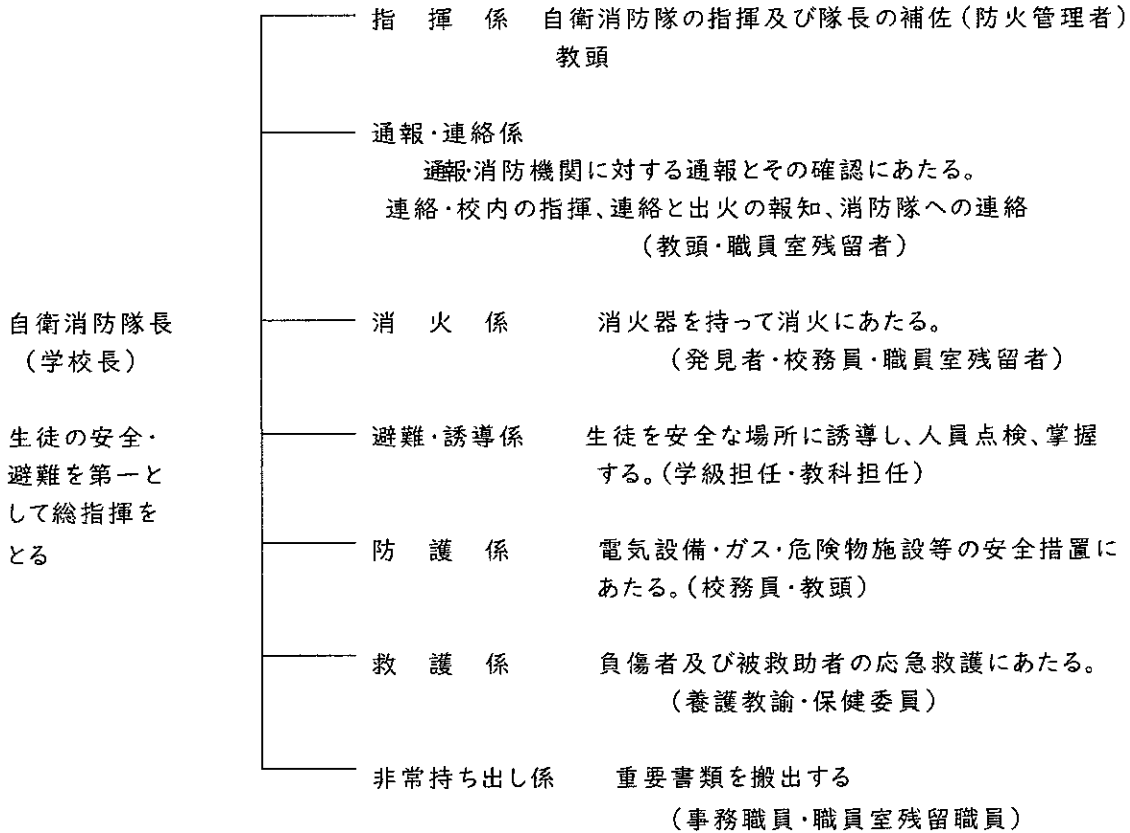 指揮係 自衛消防隊の指揮及び隊長の補佐(防火管理者)
教頭
通報・連絡係
通報・消防機関に対する通報とその確認にあたる。
連絡・校内の指揮、連絡と出火の報知、消防隊への連絡
(教頭・職員室残留者)
自衛消防隊長
(学校長)
生徒の安全・
避難を第一と
して総指揮を
とる
消火係 消火器を持って消火にあたる。
(発見者・校務員・職員室残留者)
避難・誘導係 生徒を安全な場所に誘導し、人員点検、掌握
する。(学級担任・教科担任)
防護係 電気設備・ガス・危険物施設等の安全措置に
あたる。(校務員・教頭)
救護係 負傷者及び被救助者の応急救護にあたる。
(養護教諭・保健委員)
非常持ち出し係 重要書類を搬出する
(事務職員・職員室残留職員)